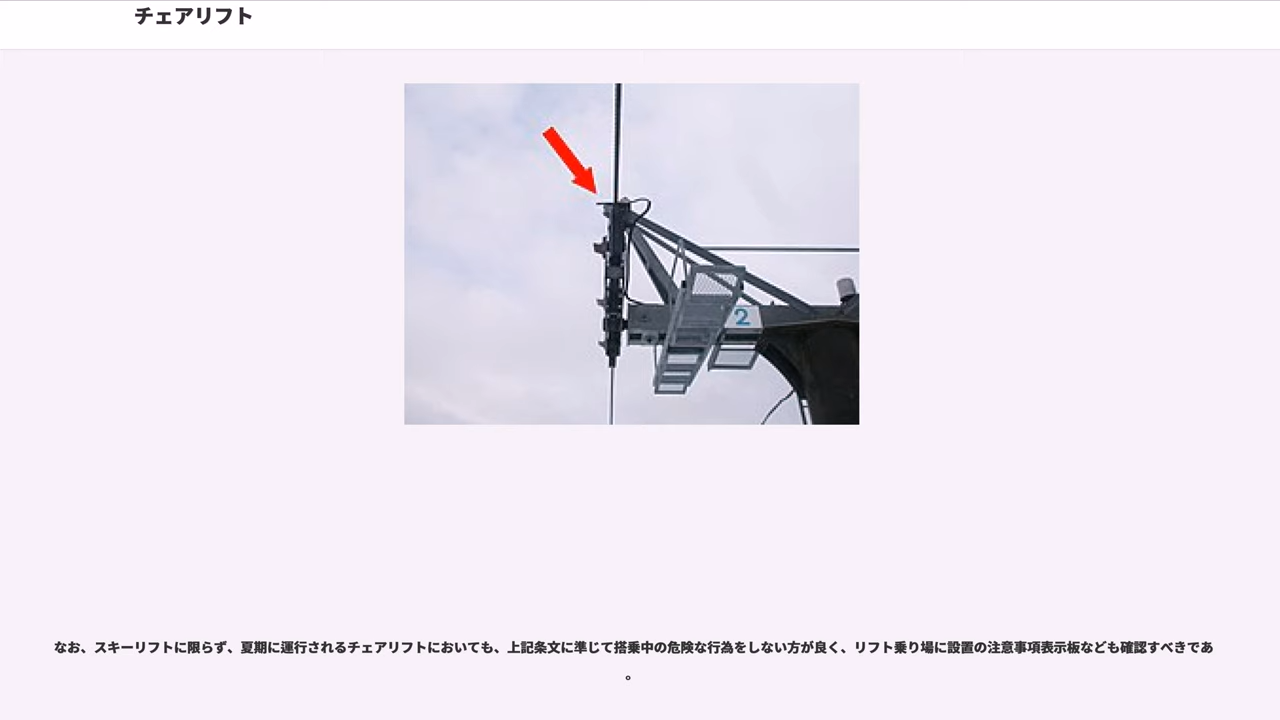 チェアリフト
2
なお、スキーリフトに限らず、夏期に運行されるチェアリフトにおいても、上記条文に準じて搭乗中の危険な行為をしない方が良く、リフト乗り場に設置の注意事項表示板なども確認すべきであ
。